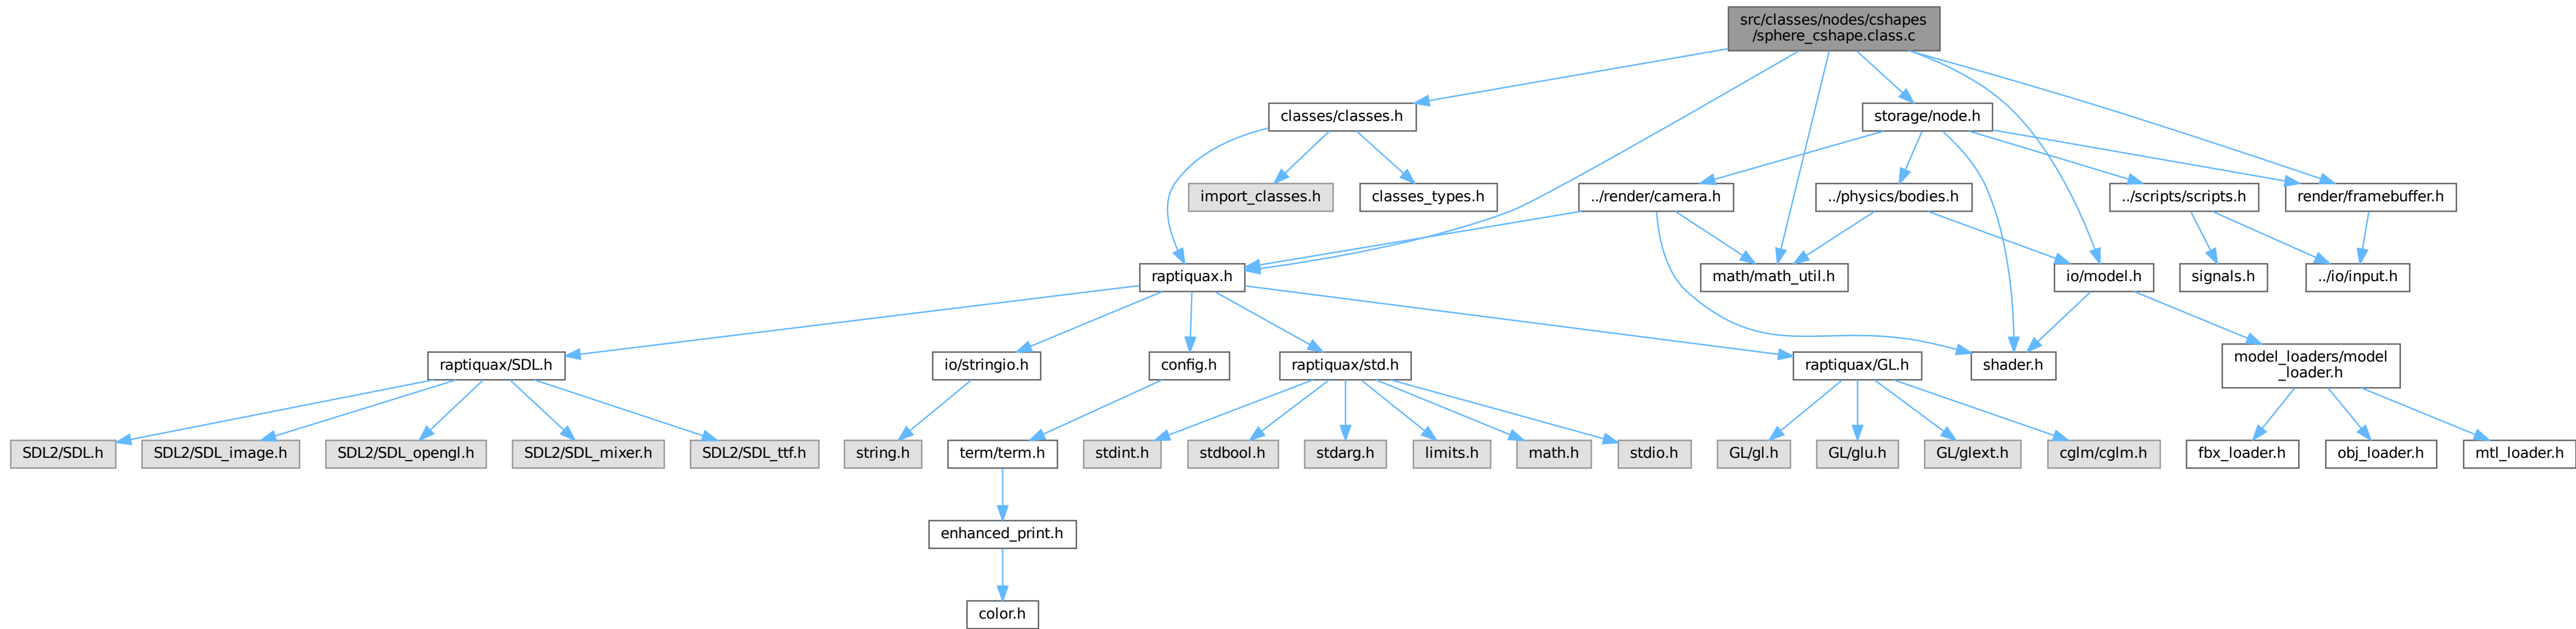 src/classes/nodes/cshapes
/sphere_cshape.class.c
classes/classes.h
storage/node.h
import_classes.h
classes_types.h
../render/camera.h
../physics/bodies.h
../scripts/scripts.h
render/framebuffer.h
raptiquax.h
math/math_util.h
io/model.h
signals.h
../io/input.h
raptiquax/SDL.h
io/stringio.h
config.h
raptiquax/std.h
raptiquax/GL.h
shader.h
model_loaders/model
_loader.h
SDL2/SDL.h
SDL2/SDL_image.h
SDL2/SDL_opengl.h
SDL2/SDL_mixer.h
SDL2/SDL_ttf.h
string.h
term/term.h
stdint.h
stdbool.h
stdarg.h
limits.h
math.h
stdio.h
GL/gl.h
GL/glu.h
GL/glext.h
cglm/cglm.h
fbx_loader.h
obj_loader.h
mtl_loader.h
enhanced_print.h
color.h